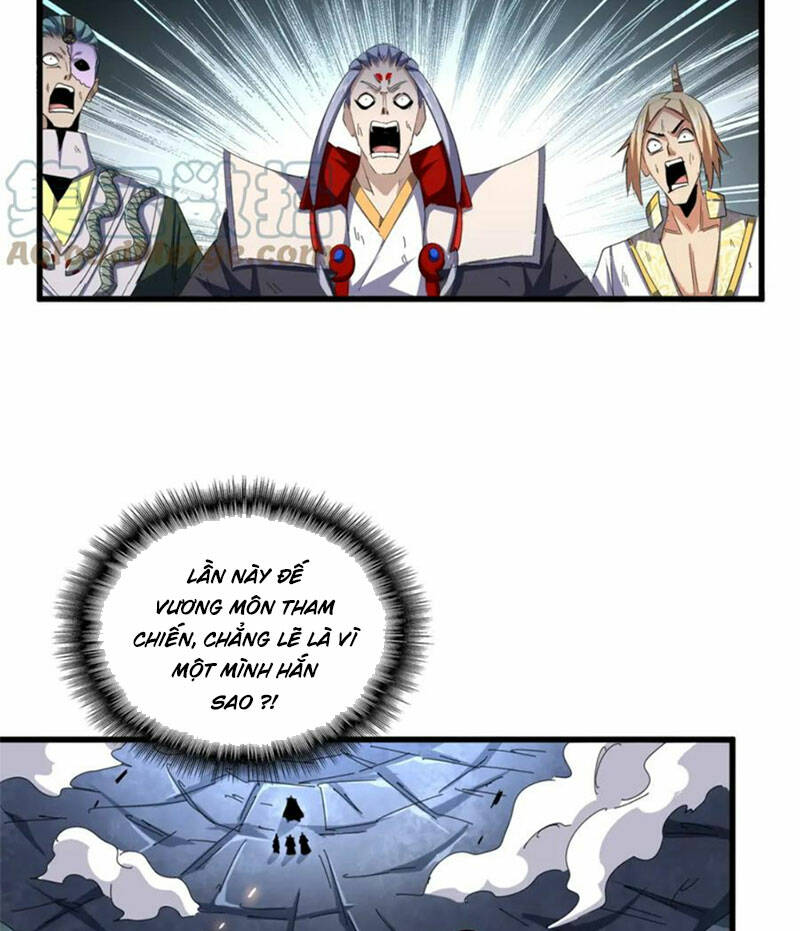 LẦN NÀY ĐẾ
VƯƠNG MÔN THAM
CHIẾN, CHẲNG LẼ LÀ VÌ
MỘT MÌNH HẮN
SAO ?!